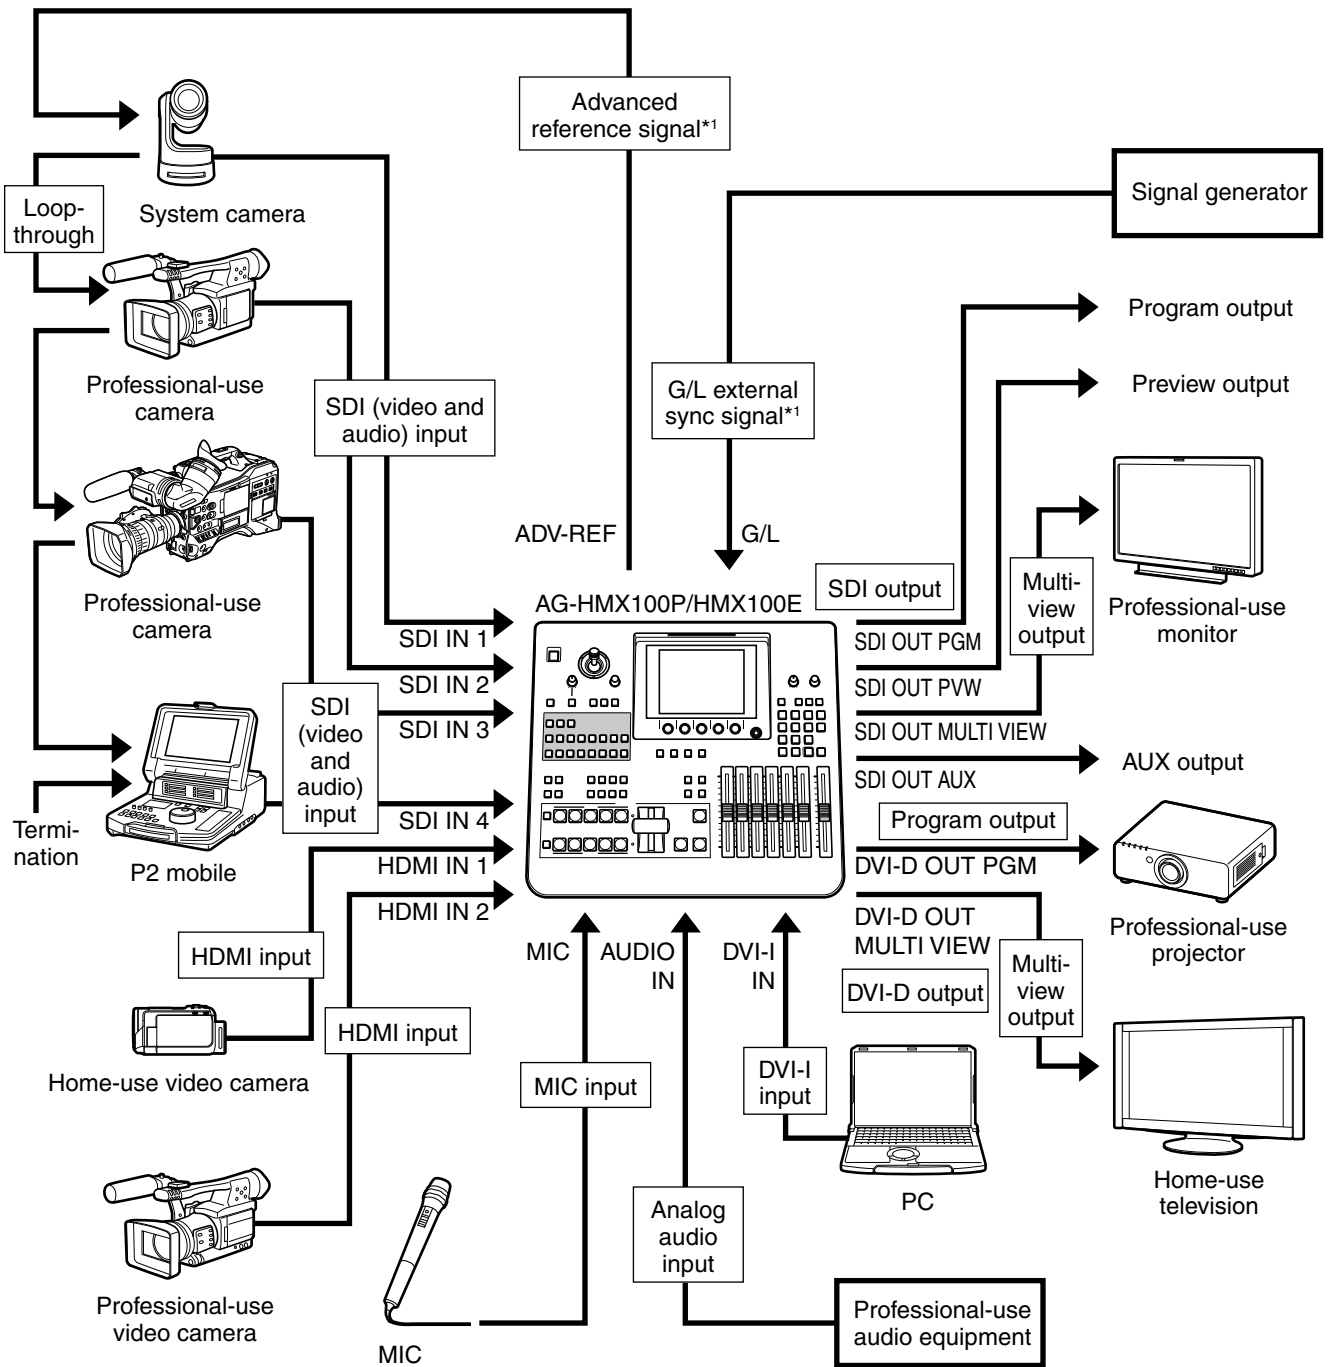 Advanced
reference signal*1
Signal generator
Loop-
through
System camera
Program output
Professional-use
camera
SDI (video and
audio) input
G/L external
sync signal*1
Preview output
ADV-REF
G/L
Professional-use
camera
AG-HMX100P/HMX100E
SDI output
Multi-
view
output
Professional-use
monitor
SDI IN 1
SDI OUT PGM
SDI IN 2
SDI OUT PVW
SDI
(video
and
audio)
input
SDI IN 3
SDI OUT MULTI VIEW
AUX output
SDI OUT AUX
SDI IN 4
Program output
Termi-
nation
P2 mobile
HDMI IN 1
DVI-D OUT PGM
HDMI IN 2
DVI-D OUT
MULTI VIEW
Professional-use
projector
HDMI input
MIC
AUDIO
IN
DVI-I
IN
DVI-D output
Multi-
view
output
HDMI input
Home-use video camera
MIC input
DVI-I
input
PC
Home-use
television
Analog
audio
input
Professional-use
video camera
MIC
Professional-use
audio equipment